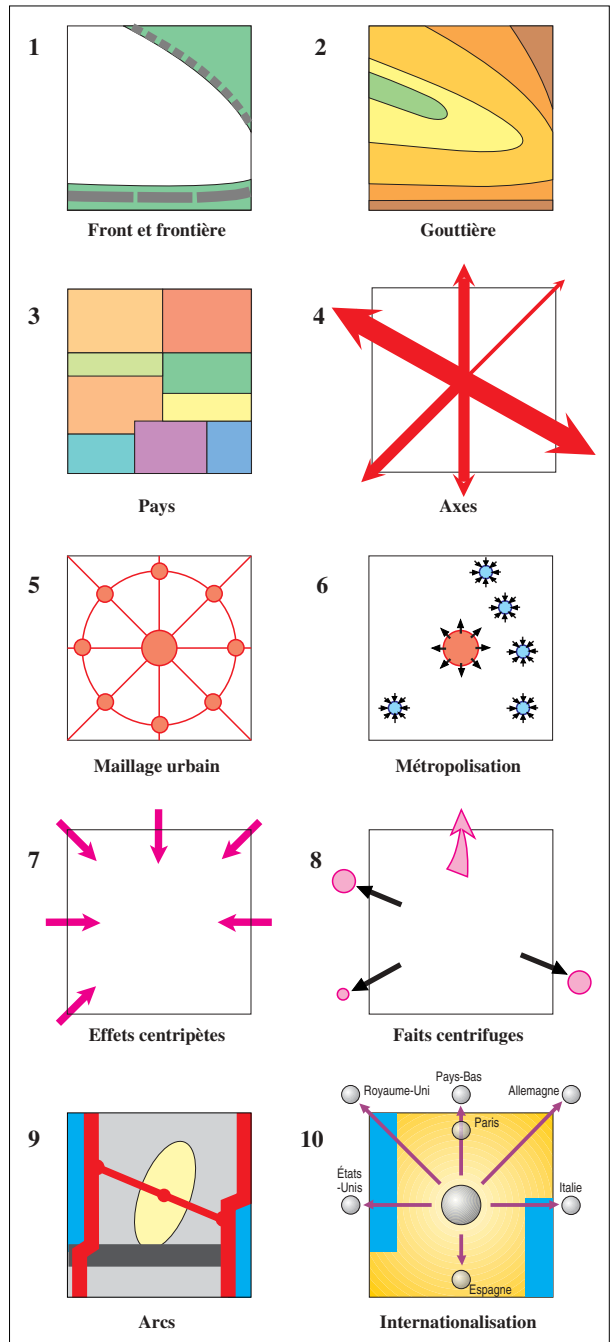 1
2
Front et frontière
Gouttière
3
4
Pays
Axes
5
6
Maillage urbain
Métropolisation
7
8
Effets centripètes
Faits centrifuges
9
10
Royaume-Uni
Pays-Bas
Allemagne
Paris
États
-Unis
Italie
Espagne
Arcs
Internationalisation